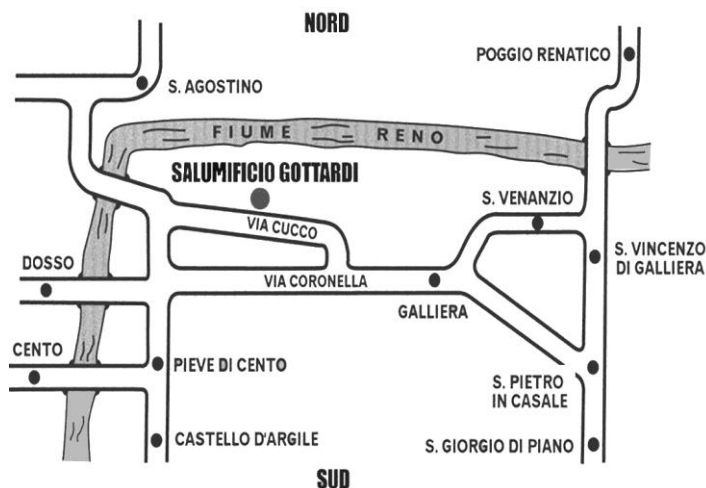 NORD
POGGIO RENATICO
S. AGOSTINO
FIUME RENO
SALUMIFICIO GOTTARDI
S. VENANZIO
VIA CUCCO
S. VINCENZO
DI GALLIERA
DOSSO
VIA CORONELLA
GALLIERA
CENTO
PIEVE DI CENTO
S. PIETRO
IN CASALE
CASTELLO D'ARGILE
S. GIORGIO DI PIANO
SUD